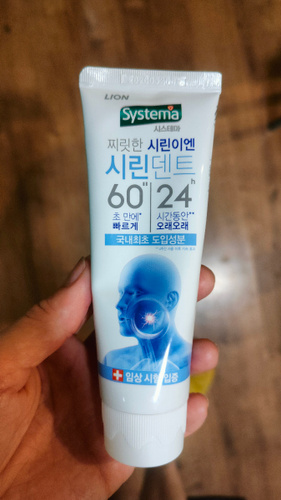 LION
Systema
시스테마
찌릿한 시린이엔
시린덴트
60" 24h
초 만에* 시간동안**
빠르게 오래오래
국내최초 도입성분
임상 시험 입증